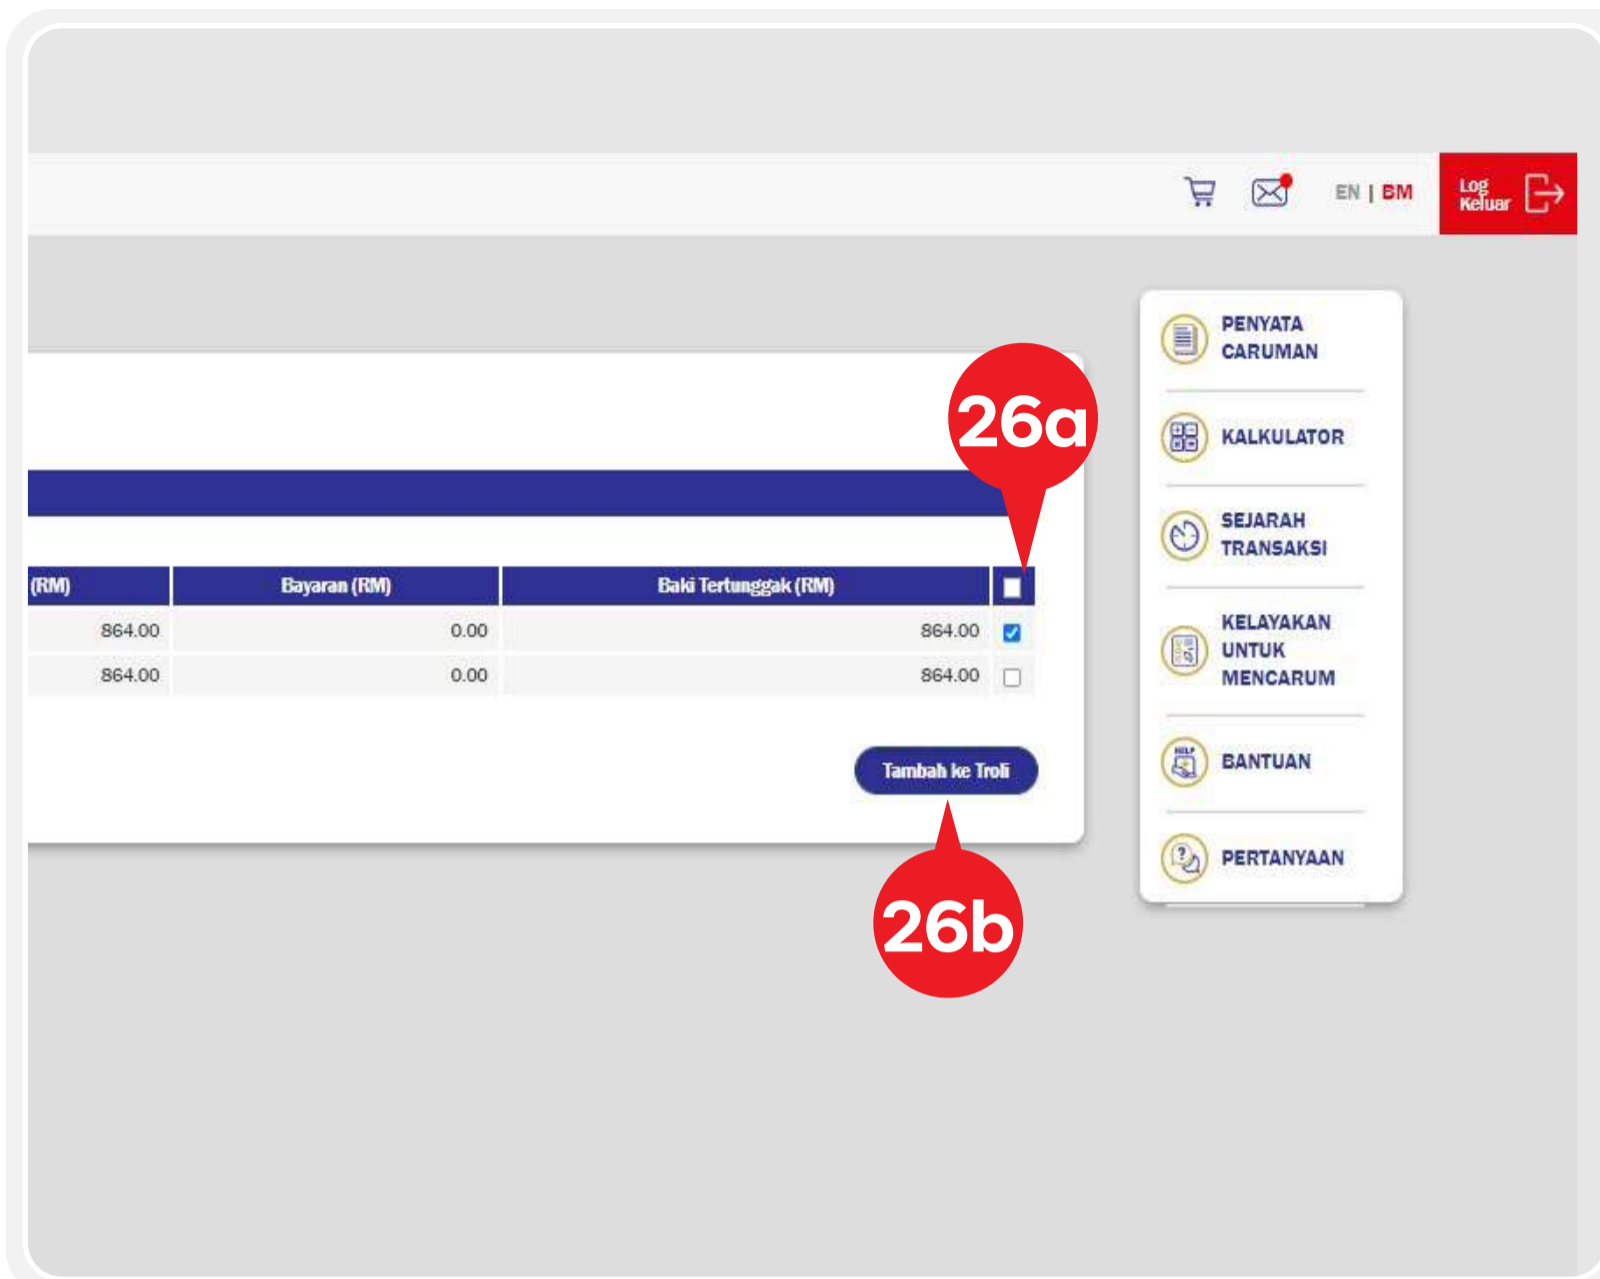 EN | BM
Log
Keluar
PENYATA
CARUMAN
26a
KALKULATOR
SEJARAH
TRANSAKSI
(RM) Bayaran (RM) Baki Tertunggak (RM)
864.00 0.00 864.00
864.00 0.00 864.00
KELAYAKAN
UNTUK
MENCARUM
Tambah ke Troli
HELP
BANTUAN
PERTANYAAN
26b